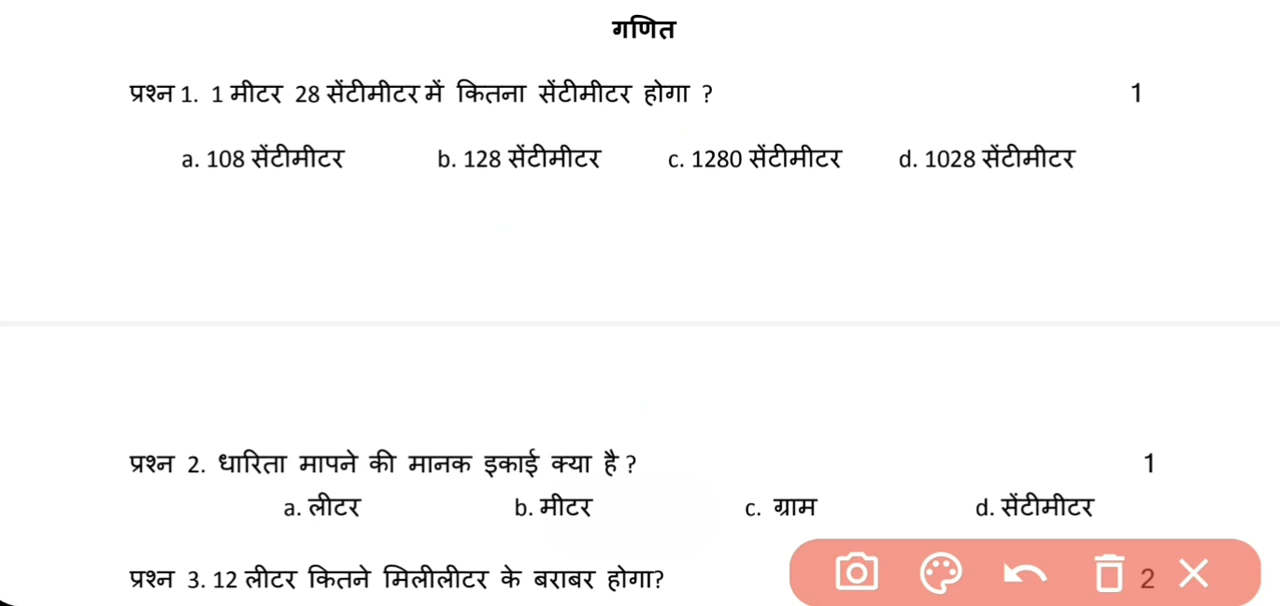 गणित
प्रश्न 1. 1 मीटर 28 सेंटीमीटर में कितना सेंटीमीटर होगा ? 1
a. 108 सेंटीमीटर b. 128 सेंटीमीटर c. 1280 सेंटीमीटर d. 1028 सेंटीमीटर
प्रश्न 2. धारिता मापने की मानक इकाई क्या है ? 1
a. लीटर b. मीटर c. ग्राम d. सेंटीमीटर
प्रश्न 3. 12 लीटर कितने मिलीलीटर के बराबर होगा? 2